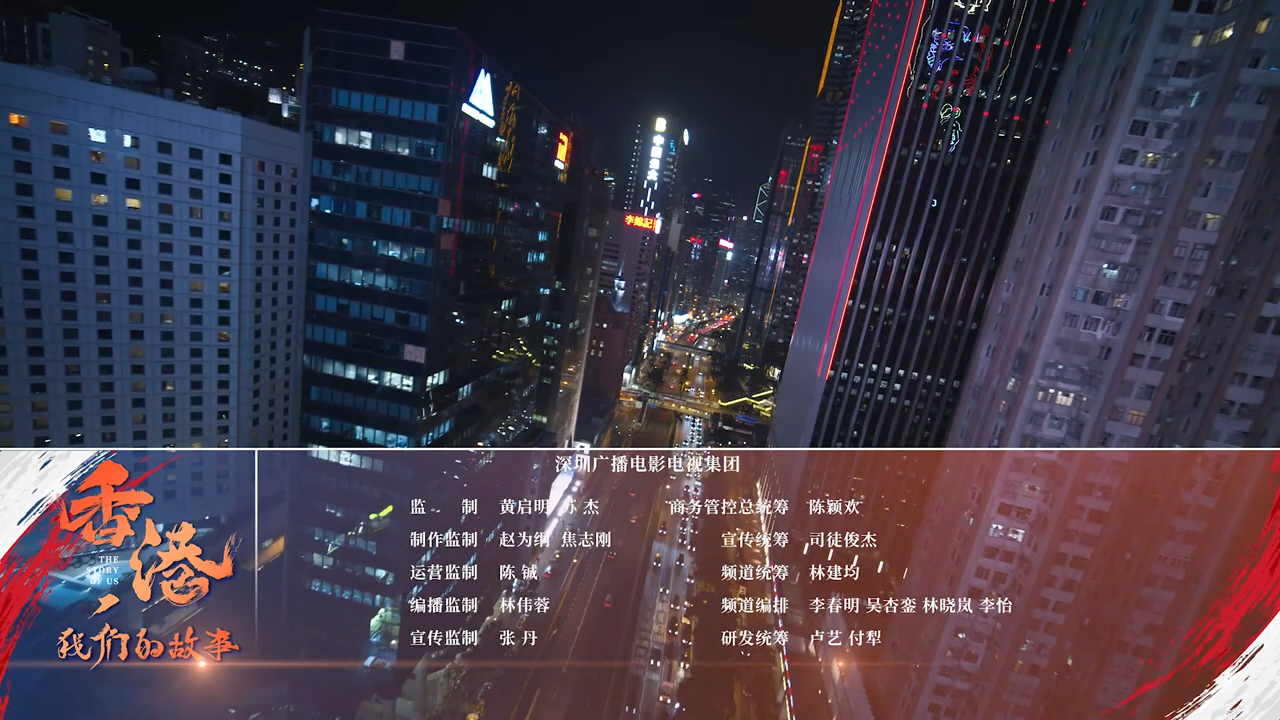 李錦記
深圳广播电影电视集团
监 制 黄启明 苏 杰
制作监制 赵为纲 焦志刚
运营监制 陈 铖
编播监制 林伟蓉
宣传监制 张 丹
商务管控总统筹 陈颖欢
宣传统筹 司徒俊杰
频道统筹 林建均
频道编排 李春明 吴杏銮 林晓岚 李怡
研发统筹 卢艺 付犁
香港
THE
STORY
OF US
我们的故事